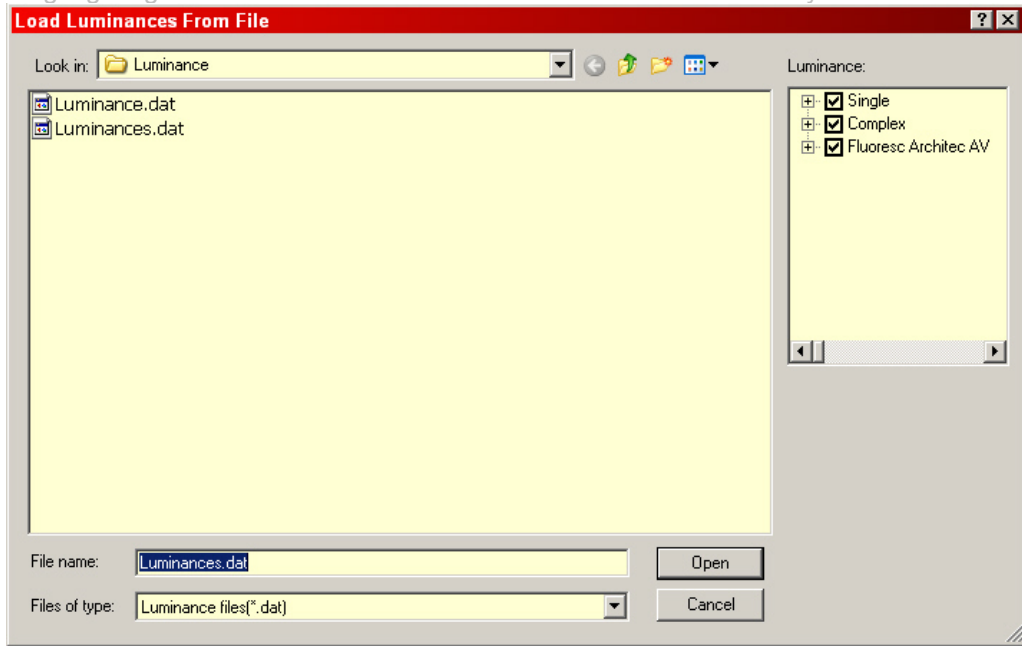 Load Luminances From File
Look in: Luminance
Luminance:
Luminance.dat
Luminances.dat
Single
Complex
Fluoresc Architec AV
File name: Luminances.dat Open
Files of type: Luminance files(*.dat) Cancel